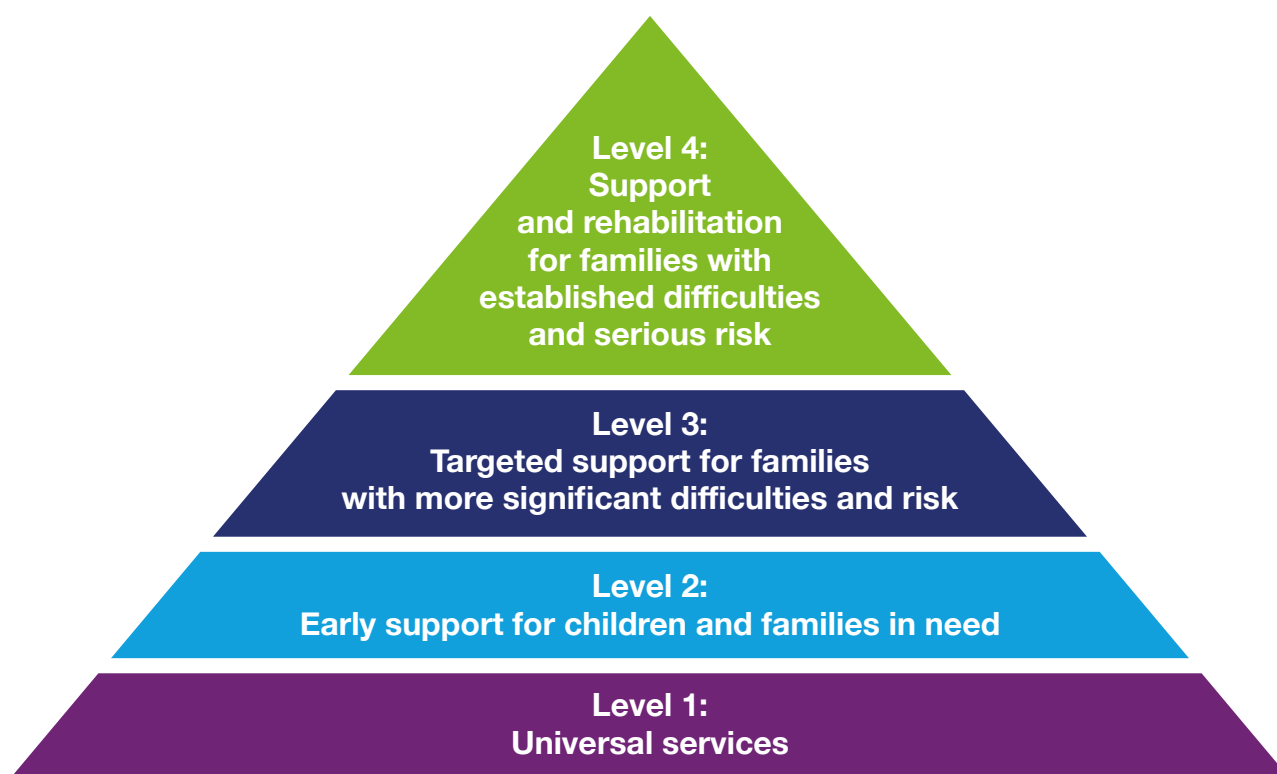 Level 4:
Support
and rehabilitation
for families with
established difficulties
and serious risk
Level 3:
Targeted support for families
with more significant difficulties and risk
Level 2:
Early support for children and families in need
Level 1:
Universal services